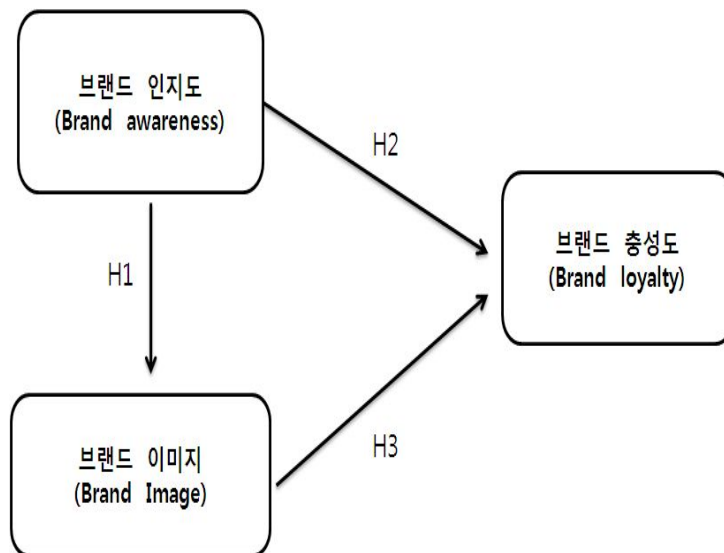 브랜드 인지도
(Brand awareness)
H2
브랜드 충성도
(Brand loyalty)
H1
브랜드 이미지
(Brand Image)
H3